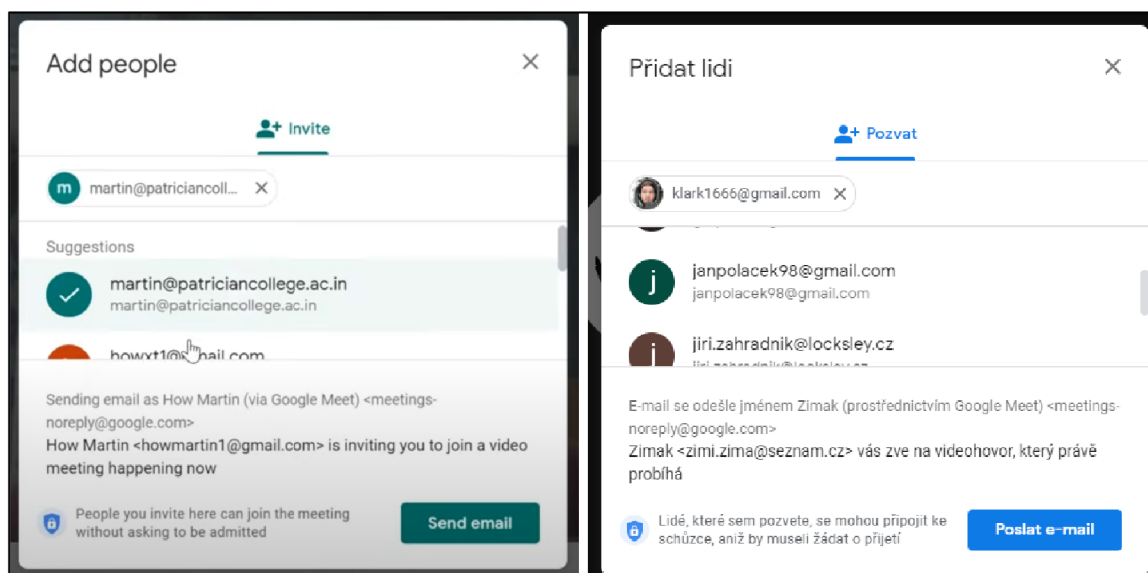 Add people
Invite
m martin@patriciancoll...
Suggestions
martin@patriciancollege.ac.in
martin@patriciancollege.ac.in
Sending email as How Martin (via Google Meet) <meetings-
noreply@google.com>
How Martin <howmartin1@gmail.com> is inviting you to join a video
meeting happening now
People you invite here can join the meeting
without asking to be admitted
Send email
Přidat lidi
Pozvat
klark1666@gmail.com
j
janpolacek98@gmail.com
janpolacek98@gmail.com
j
jiri.zahradnik@locksley.cz
E-mail se odešle jménem Zimak (prostřednictvím Google Meet) <meetings-
noreply@google.com>
Zimak <zimi.zima@seznam.cz> vás zve na videohovor, který právě
probíhá
Lidé, které sem pozvete, se mohou připojit ke
schůzce, aniž by museli žádat o přijetí
Poslat e-mail